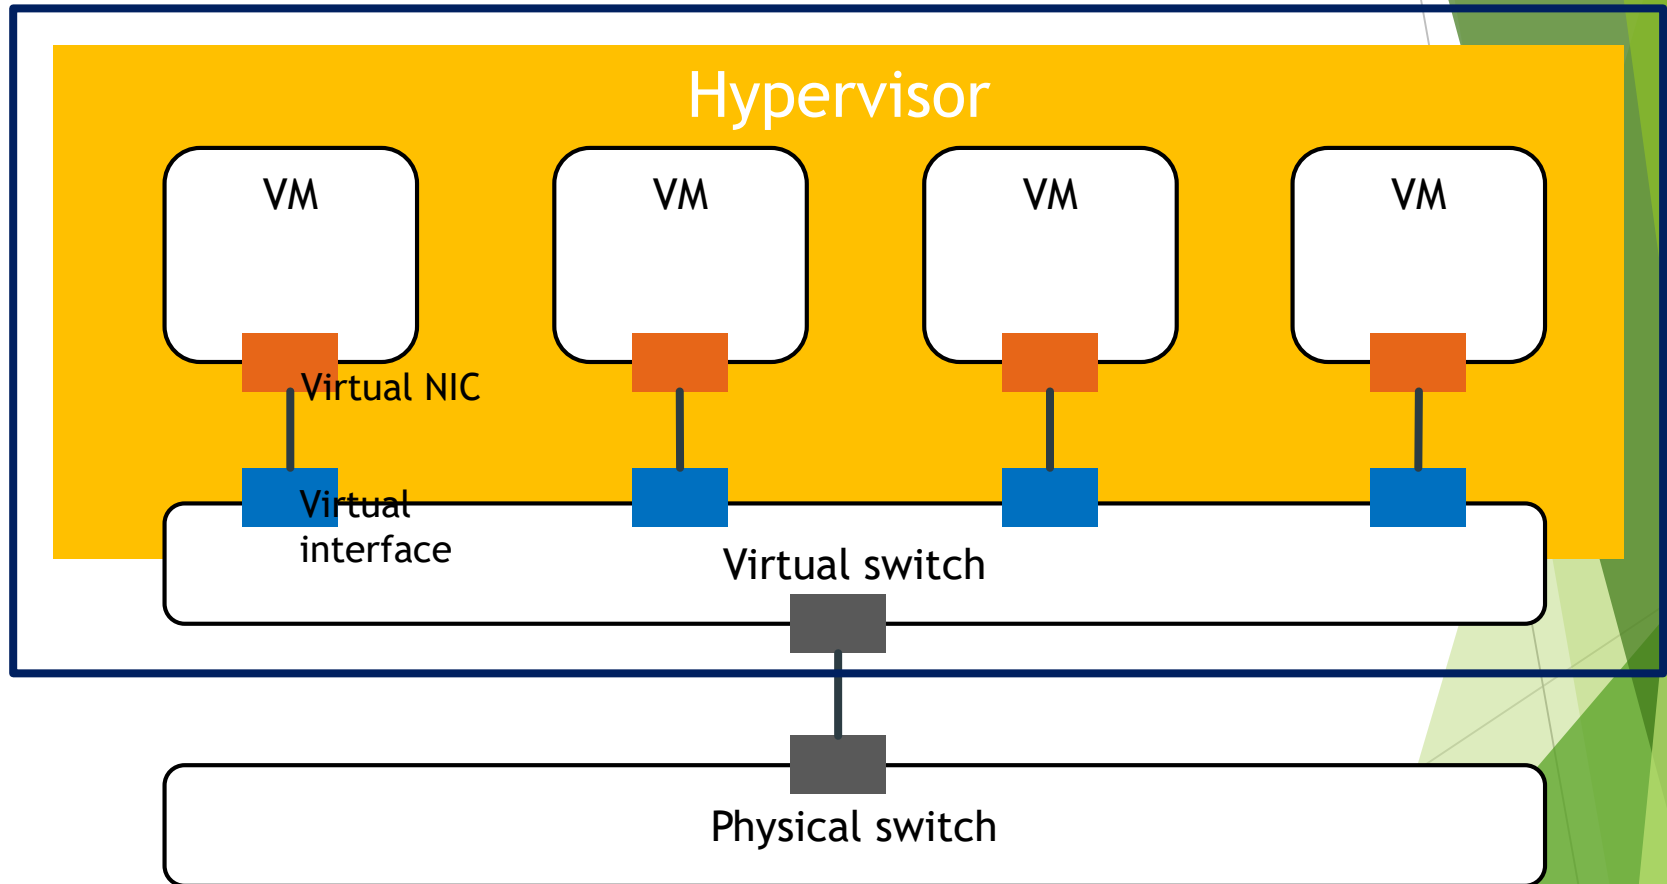 Hypervisor
VM
VM
VM
VM
Virtual NIC
Virtual
interface
Virtual switch
Physical switch